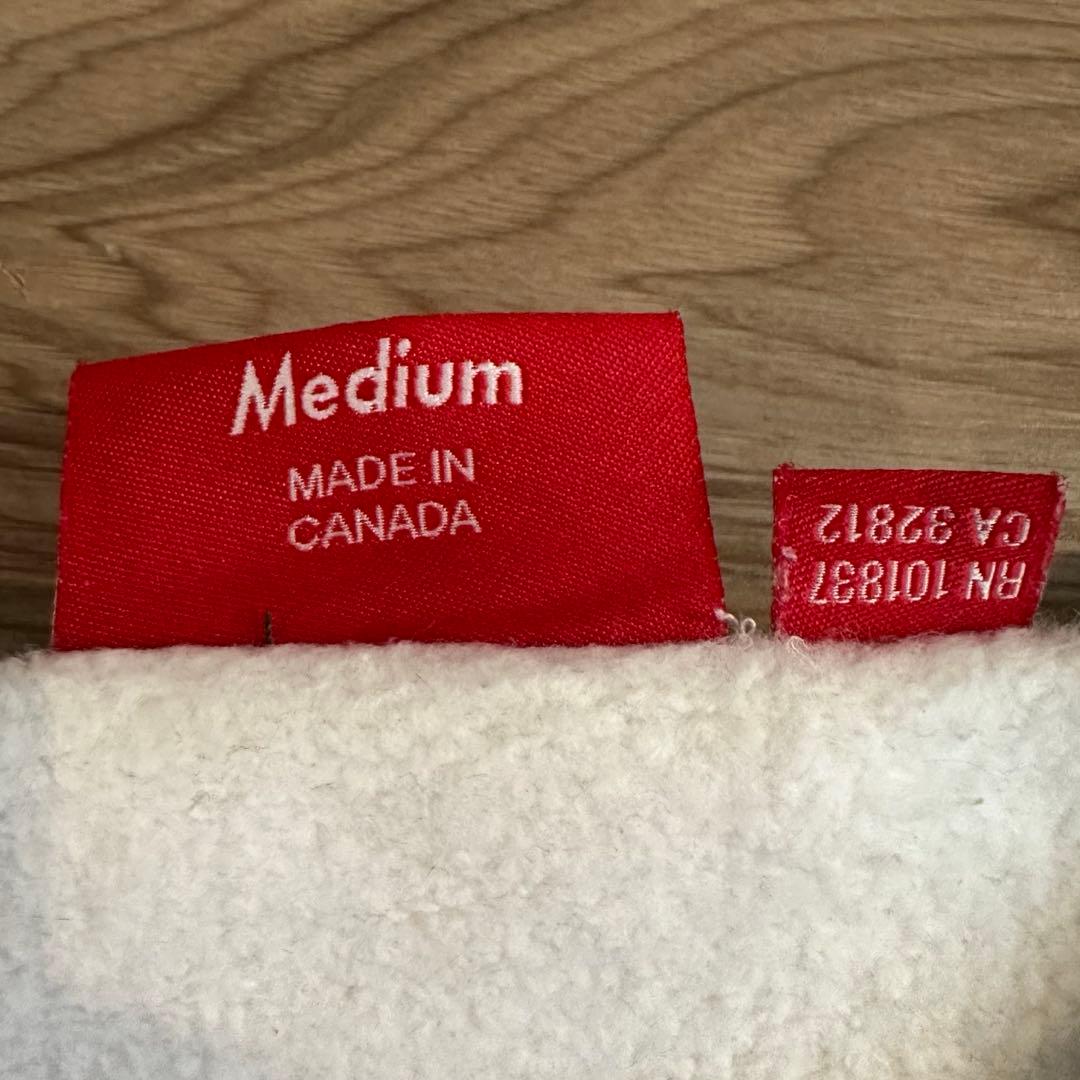 Medium
MADE IN
CANADA
RN 101837
CA 32812